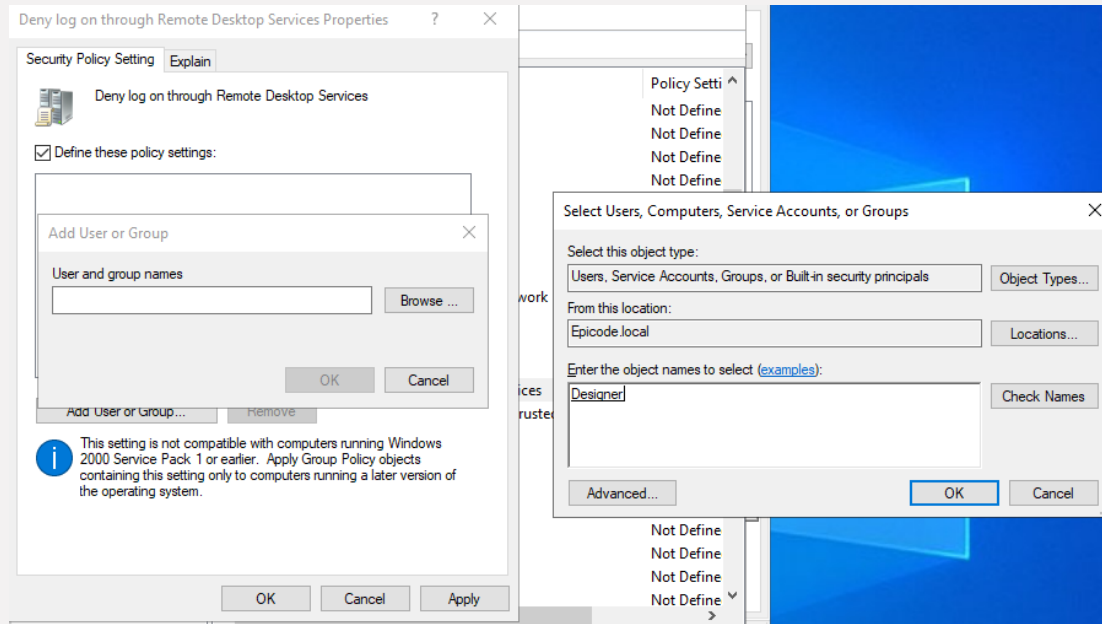 Deny log on through Remote Desktop Services Properties
?
Security Policy Setting
Explain
Deny log on through Remote Desktop Services
Define these policy settings:
Add User or Group
User and group names
Browse ...
OK
Cancel
Add User or Group...
Remove
This setting is not compatible with computers running Windows
2000 Service Pack 1 or earlier. Apply Group Policy objects
containing this setting only to computers running a later version of
the operating system.
OK
Cancel
Apply
Policy Setti
Not Define
Not Define
Not Define
Not Define
work
ices
ruste
Not Define
Not Define
Not Define
Not Define
Select Users, Computers, Service Accounts, or Groups
Select this object type:
Users, Service Accounts, Groups, or Built-in security principals
Object Types...
From this location:
Epicode.local
Locations...
Enter the object names to select (examples):
Designer
Check Names
Advanced...
OK
Cancel